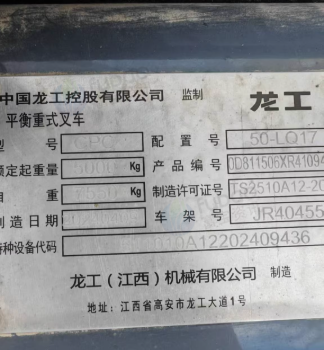 中国龙工控股有限公司 监制 龙工
平衡重式叉车
型 号 配 置 号 50-LQ17
额定起重量 Kg 产 品 编 号 0D811506XR4109
自 重 Kg 制造许可证号 TS2510A12-20
制 造 日 期 车 架 号 JR40455
特种设备代码 10A12202409436
龙工（江西）机械有限公司 制造
地址：江西省高安市龙工大道1号